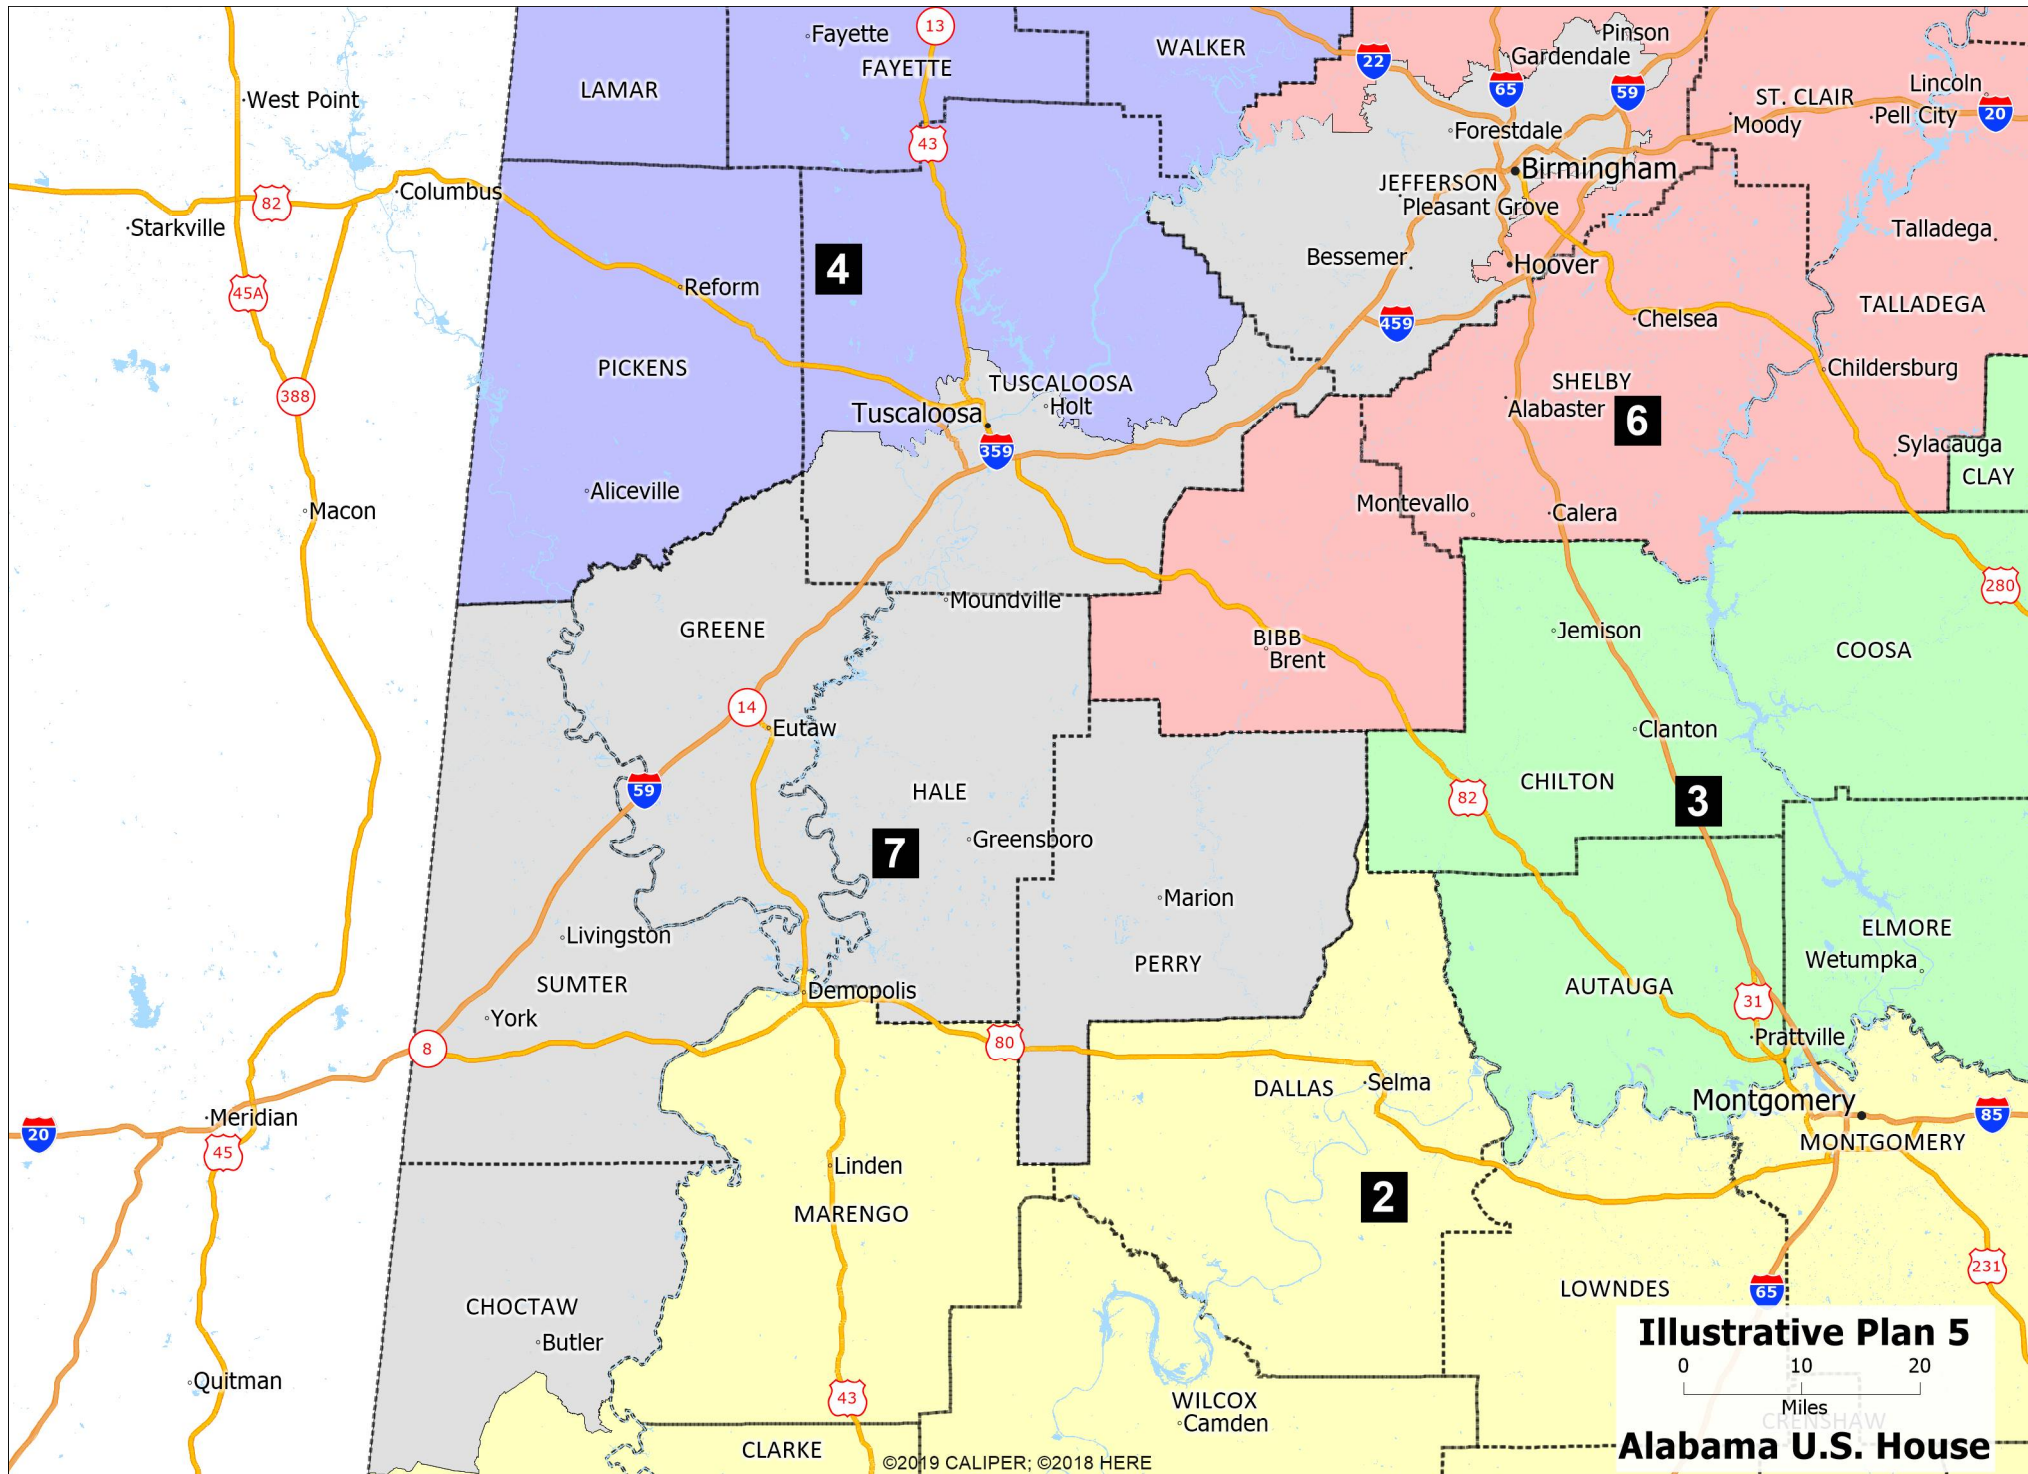 Pinson
Fayette
13
WALKER
Gardendale
FAYETTE
22
65
59
LAMAR
Lincoln
ST. CLAIR
20
West Point
Moody
Pell City
Forestdale
43
Birmingham
JEFFERSON
Columbus
82
Pleasant Grove
Starkville
Talladega
Bessemer
Hoover
4
Reform
45A
TALLADEGA
459
Chelsea
PICKENS
Childersburg
TUSCALOOSA
SHELBY
388
Holt
Alabaster
6
Tuscaloosa
359
Sylacauga
CLAY
Aliceville
Montevallo
Calera
Macon
280
Moundville
GREENE
Jemison
BIBB
COOSA
Brent
14
Eutaw
Clanton
59
HALE
CHILTON
82
3
Greensboro
7
Marion
ELMORE
Livingston
Wetumpka
PERRY
SUMTER
AUTAUGA
Demopolis
31
York
Prattville
80
8
DALLAS
Selma
Montgomery
Meridian
20
85
45
MONTGOMERY
Linden
2
MARENGO
231
LOWNDES
65
CHOCTAW
Butler
Illustrative Plan 5
0 10 20
Miles
Quitman
43
WILCOX
Camden
CRENSHAW
CLARKE
Alabama U.S. House
©2019 CALIPER; ©2018 HERE